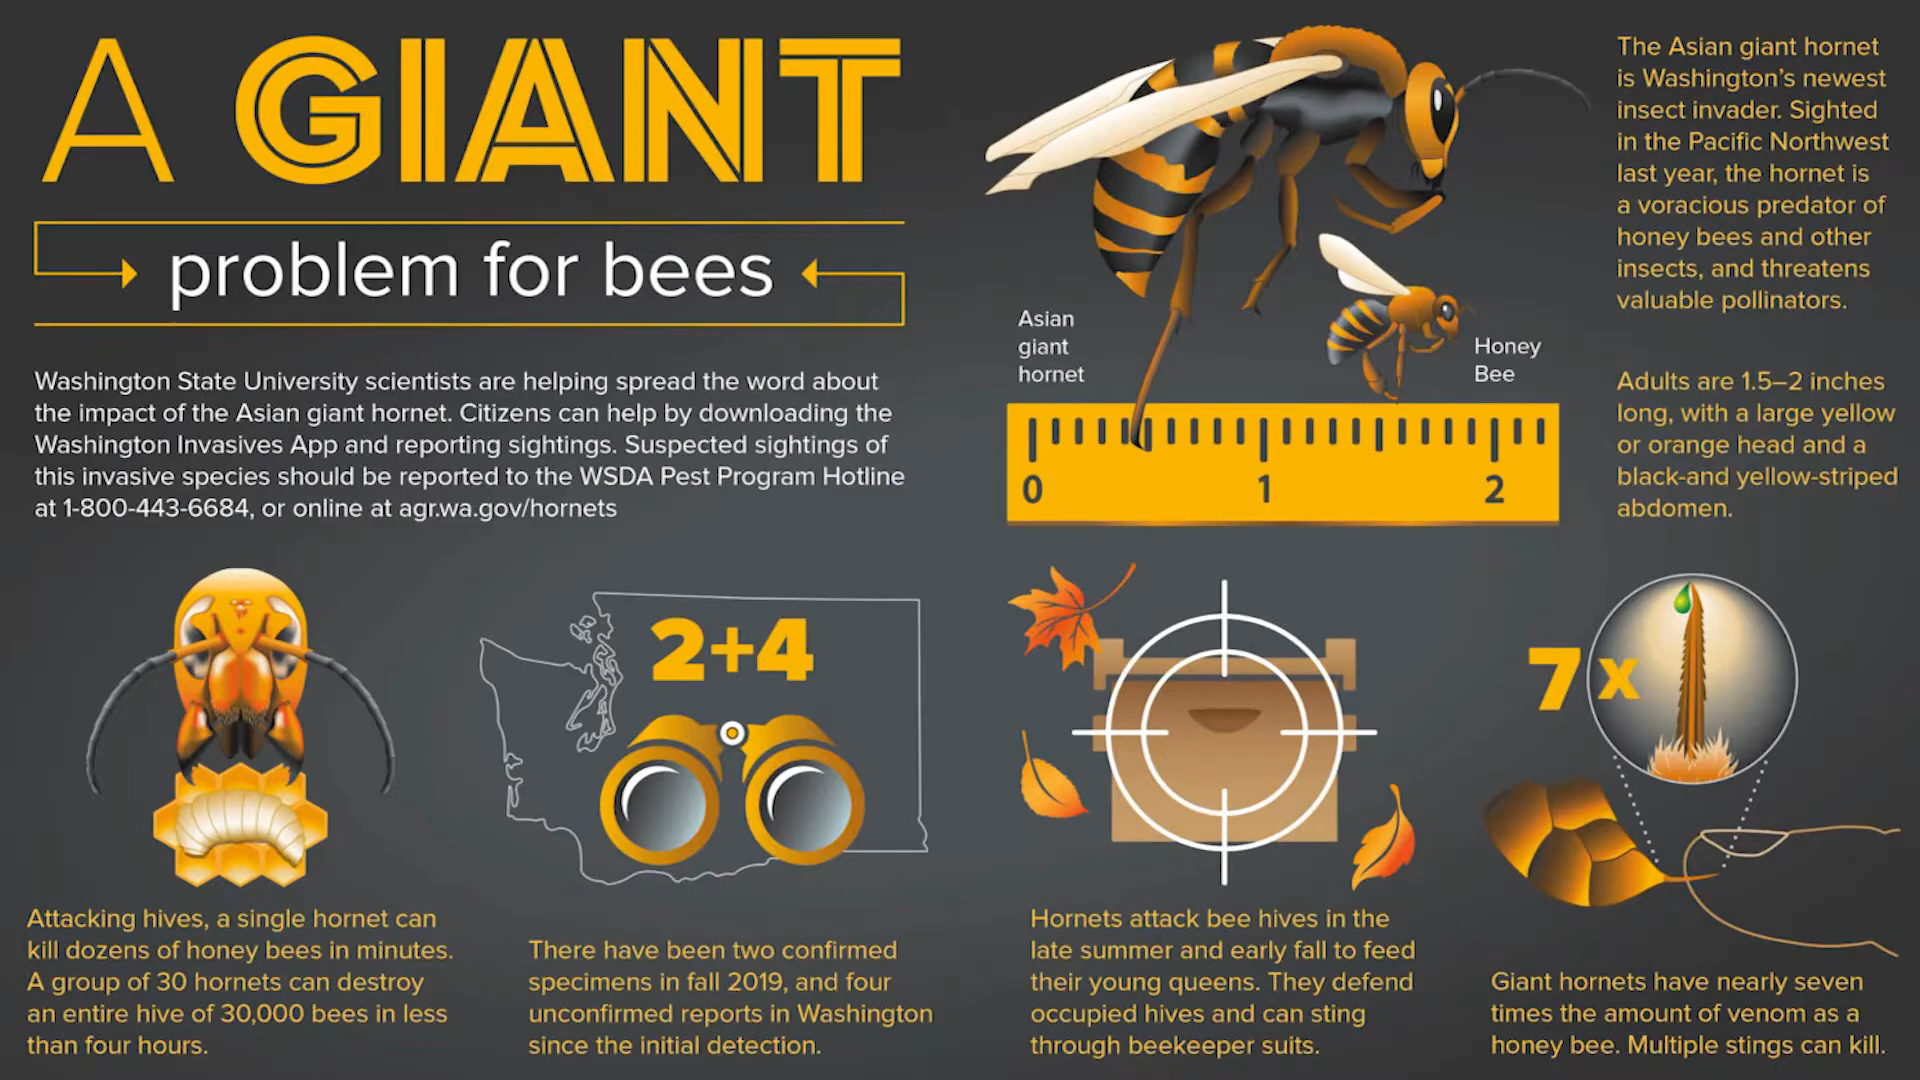 A GIANT
problem for bees
Washington State University scientists are helping spread the word about
the impact of the Asian giant hornet. Citizens can help by downloading the
Washington Invasives App and reporting sightings. Suspected sightings of
this invasive species should be reported to the WSDA Pest Program Hotline
at 1-800-443-6684, or online at agr.wa.gov/hornets
Asian
giant
hornet
Honey
Bee
0 1 2
The Asian giant hornet
is Washington's newest
insect invader. Sighted
in the Pacific Northwest
last year, the hornet is
a voracious predator of
honey bees and other
insects, and threatens
valuable pollinators.
Adults are 1.5–2 inches
long, with a large yellow
or orange head and a
black-and yellow-striped
abdomen.
Attacking hives, a single hornet can
kill dozens of honey bees in minutes.
A group of 30 hornets can destroy
an entire hive of 30,000 bees in less
than four hours.
2+4
There have been two confirmed
specimens in fall 2019, and four
unconfirmed reports in Washington
since the initial detection.
Hornets attack bee hives in the
late summer and early fall to feed
their young queens. They defend
occupied hives and can sting
through beekeeper suits.
7x
Giant hornets have nearly seven
times the amount of venom as a
honey bee. Multiple stings can kill.